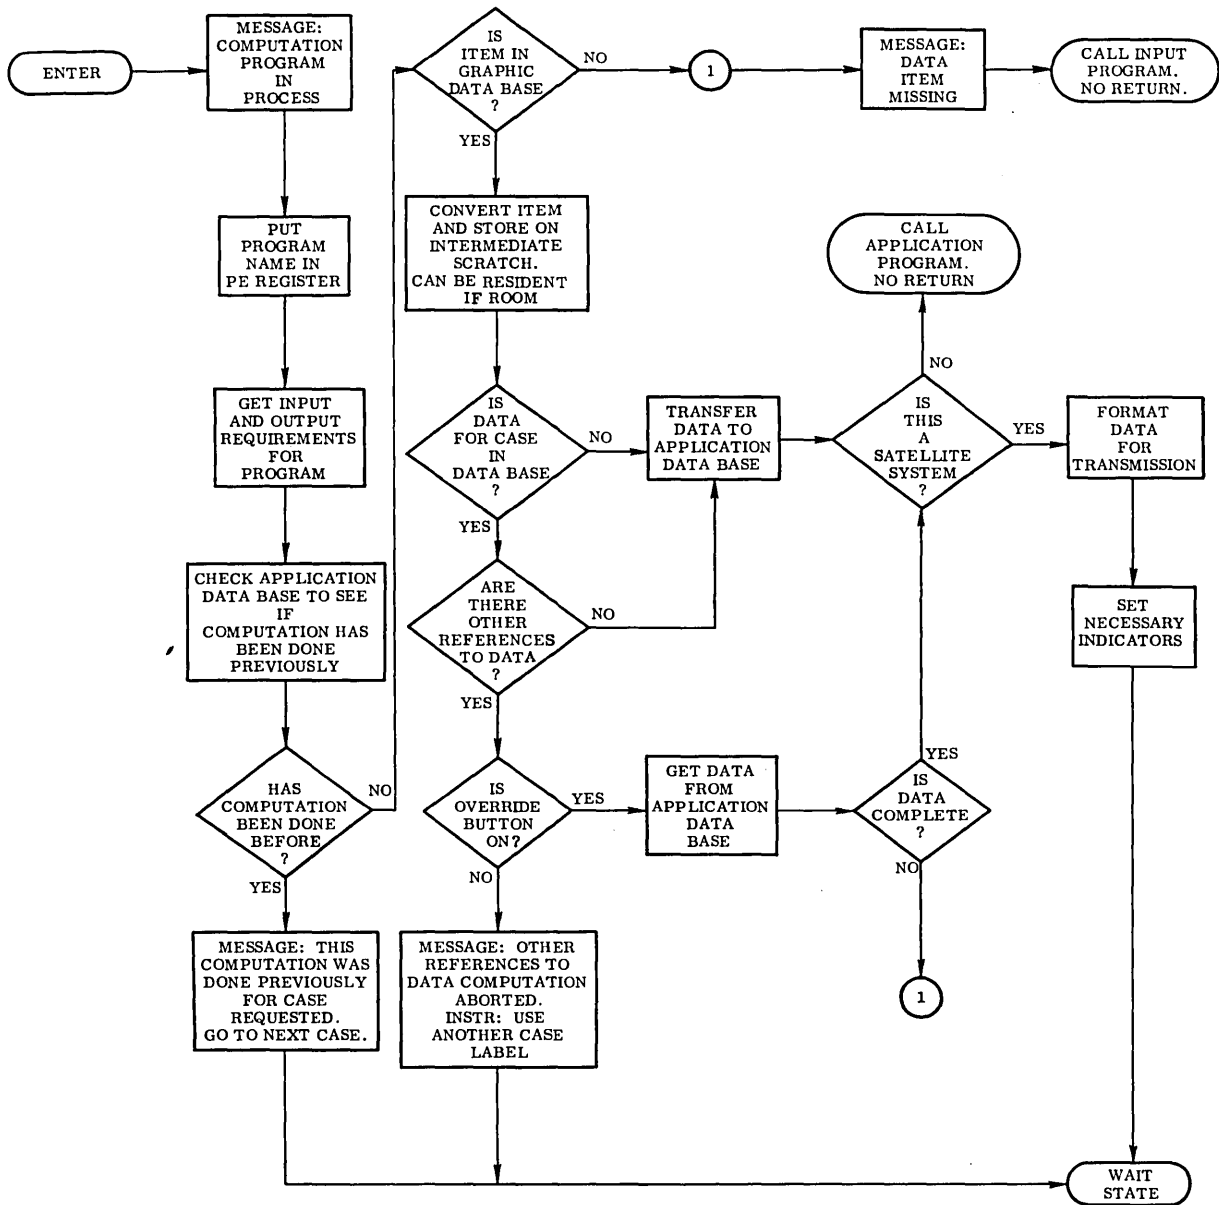 ENTER
MESSAGE:
COMPUTATION
PROGRAM
IN
PROCESS
PUT
PROGRAM
NAME IN
PE REGISTER
GET INPUT
AND OUTPUT
REQUIREMENTS
FOR
PROGRAM
CHECK APPLICATION
DATA BASE TO SEE
IF
COMPUTATION HAS
BEEN DONE
PREVIOUSLY
HAS
COMPUTATION
BEEN DONE
BEFORE
?
NO
YES
MESSAGE: THIS
COMPUTATION WAS
DONE PREVIOUSLY
FOR CASE
REQUESTED.
GO TO NEXT CASE.
IS
ITEM IN
GRAPHIC
DATA BASE
?
NO
YES
1
MESSAGE:
DATA
ITEM
MISSING
CALL INPUT
PROGRAM.
NO RETURN.
CONVERT ITEM
AND STORE ON
INTERMEDIATE
SCRATCH.
CAN BE RESIDENT
IF ROOM
IS
DATA
FOR CASE
IN
DATA BASE
?
NO
YES
TRANSFER
DATA TO
APPLICATION
DATA BASE
ARE
THERE
OTHER
REFERENCES
TO DATA
?
NO
YES
IS
OVERRIDE
BUTTON
ON?
YES
NO
MESSAGE: OTHER
REFERENCES TO
DATA COMPUTATION
ABORTED.
INSTR: USE
ANOTHER CASE
LABEL
GET DATA
FROM
APPLICATION
DATA
BASE
IS
DATA
COMPLETE
?
YES
NO
1
CALL
APPLICATION
PROGRAM.
NO RETURN
NO
IS
THIS
A
SATELLITE
SYSTEM
?
YES
FORMAT
DATA
FOR
TRANSMISSION
SET
NECESSARY
INDICATORS
WAIT
STATE